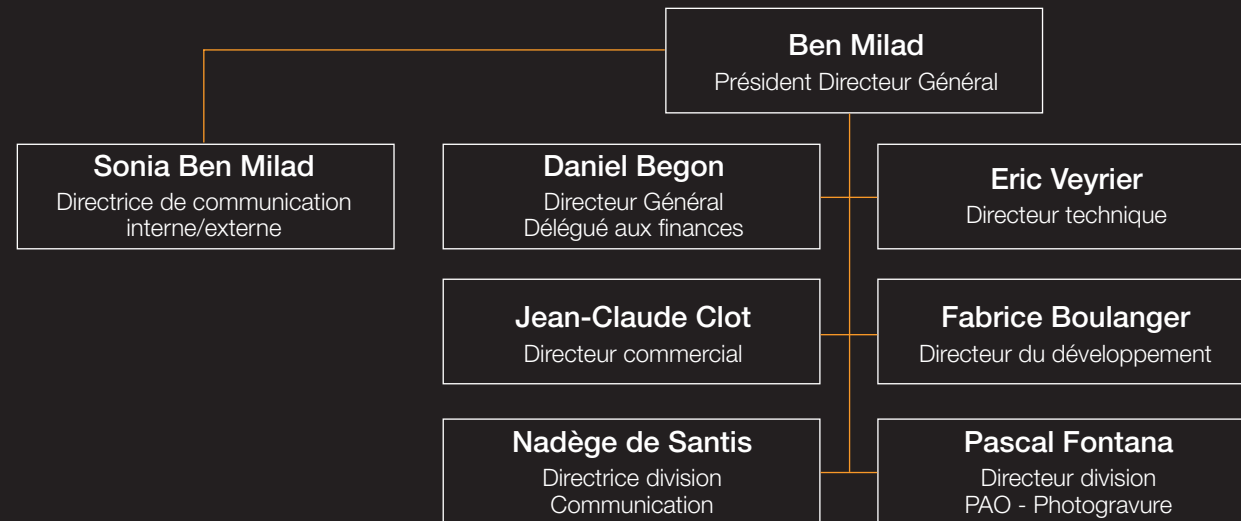 Ben Milad
Président Directeur Général
Sonia Ben Milad
Directrice de communication
interne/externe
Daniel Begon
Directeur Général
Délégué aux finances
Eric Veyrier
Directeur technique
Jean-Claude Clot
Directeur commercial
Fabrice Boulanger
Directeur du développement
Nadège de Santis
Directrice division
Communication
Pascal Fontana
Directeur division
PAO - Photogravure